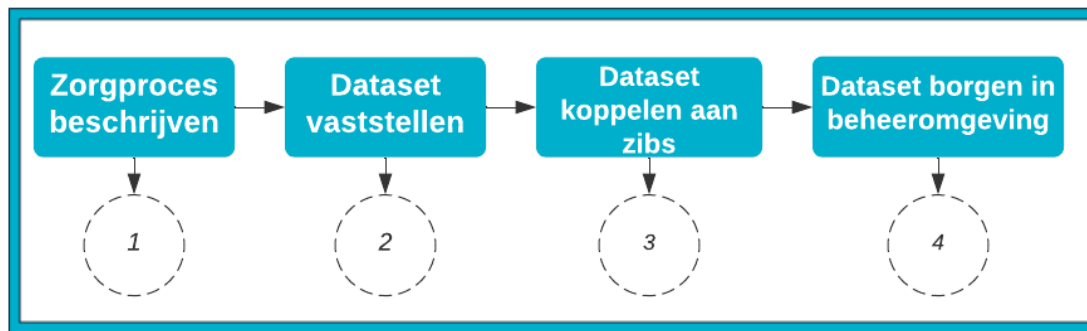 Zorgproces
beschrijven
Dataset
vaststellen
Dataset
koppelen aan
zibs
Dataset borgen in
beheeromgeving
1
2
3
4